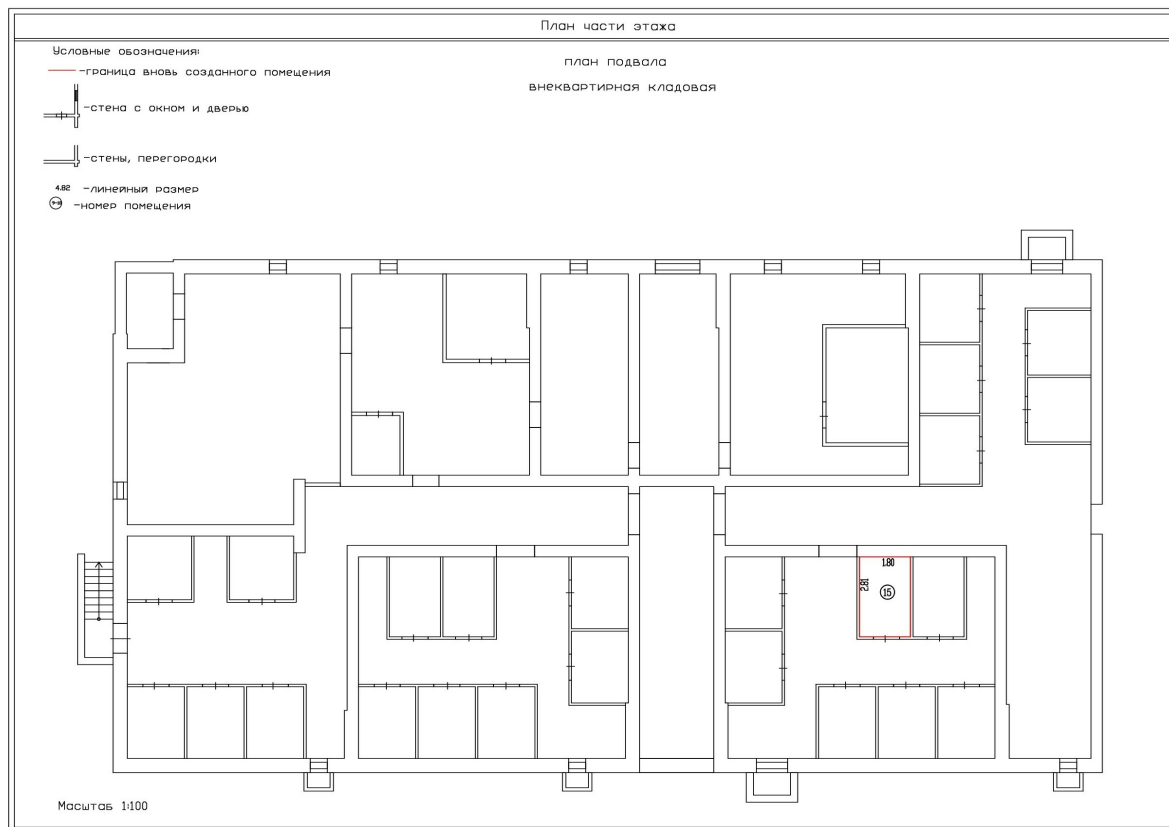 План части этажа
Условные обозначения:
-граница вновь созданного помещения
-стена с окном и дверью
-стены, перегородки
4.82 -линейный размер
-номер помещения
план подвала
внеквартирная кладовая
1.80
2.81
15
Масштаб 1:100